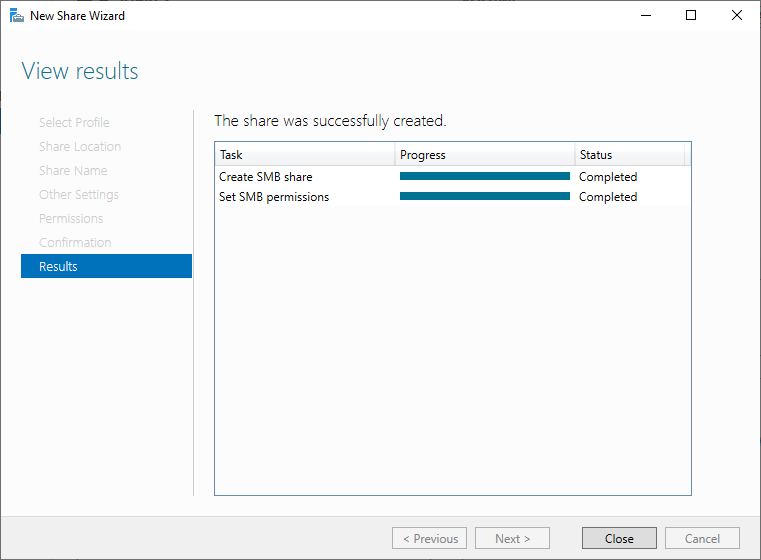 New Share Wizard
View results
Select Profile
Share Location
Share Name
Other Settings
Permissions
Confirmation
Results
The share was successfully created.
Task Progress Status
Create SMB share Completed
Set SMB permissions Completed
< Previous Next > Close Cancel